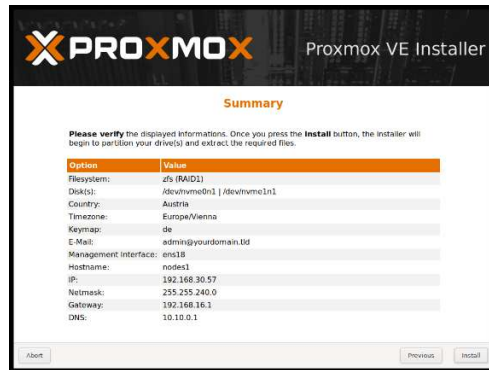 PROXMOX
Proxmox VE Installer
Summary
Please verify the displayed informations. Once you press the Install button, the installer will
begin to partition your drive(s) and extract the required files.
Option Value
Filesystem: zfs (RAID1)
Disk(s): /dev/nvme0n1 | /dev/nvme1n1
Country: Austria
Timezone: Europe/Vienna
Keymap: de
E-Mail: admin@yourdomain.tld
Management Interface: ens18
Hostname: nodes1
IP: 192.168.30.57
Netmask: 255.255.240.0
Gateway: 192.168.16.1
DNS: 10.10.0.1
Abort Previous Install